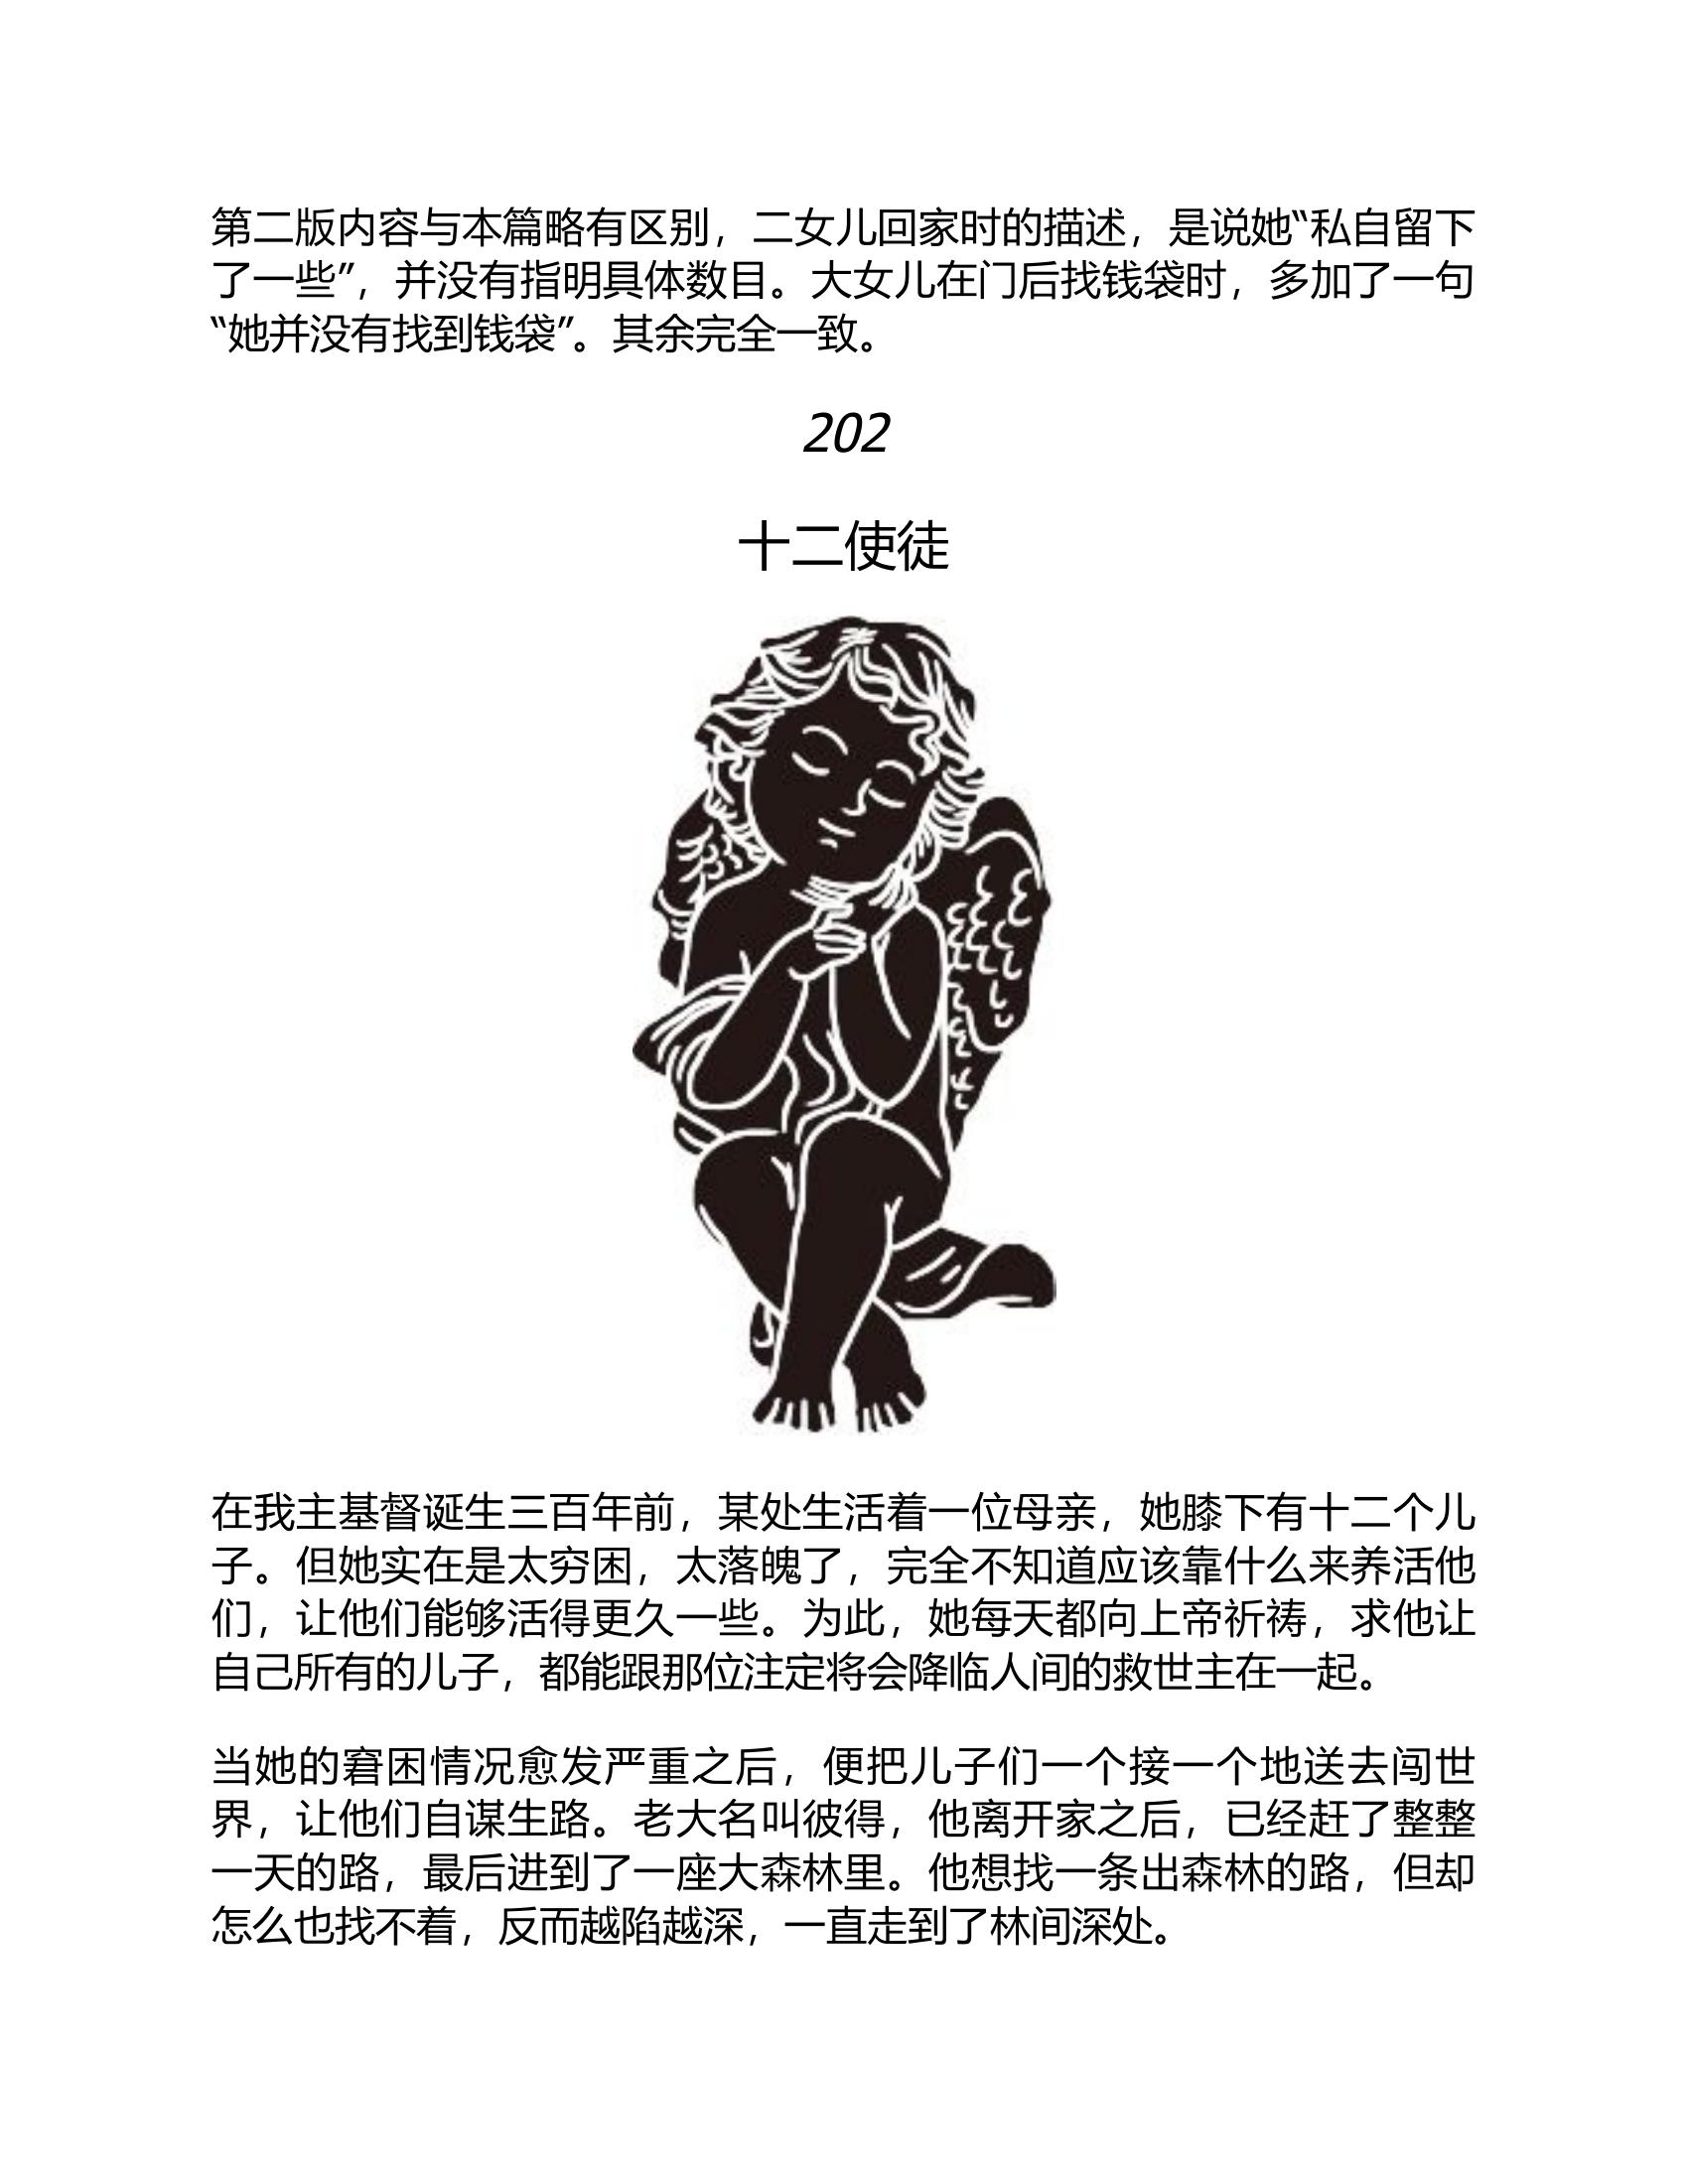 第二版内容与本篇略有区别，二女儿回家时的描述，是说她“私自留下
了一些”，并没有指明具体数目。大女儿在门后找钱袋时，多加了一句
“她并没有找到钱袋”。其余完全一致。
202
十二使徒
在我主基督诞生三百年前，某处生活着一位母亲，她膝下有十二个儿
子。但她实在是太穷困，太落魄了，完全不知道应该靠什么来养活他
们，让他们能够活得更久一些。为此，她每天都向上帝祈祷，求他让
自己所有的儿子，都能跟那位注定将会降临人间的救世主在一起。
当她的窘困情况愈发严重之后，便把儿子们一个接一个地送去闯世
界，让他们自谋生路。老大名叫彼得，他离开家之后，已经赶了整整
一天的路，最后进到了一座大森林里。他想找一条出森林的路，但却
怎么也找不着，反而越陷越深，一直走到了林间深处。